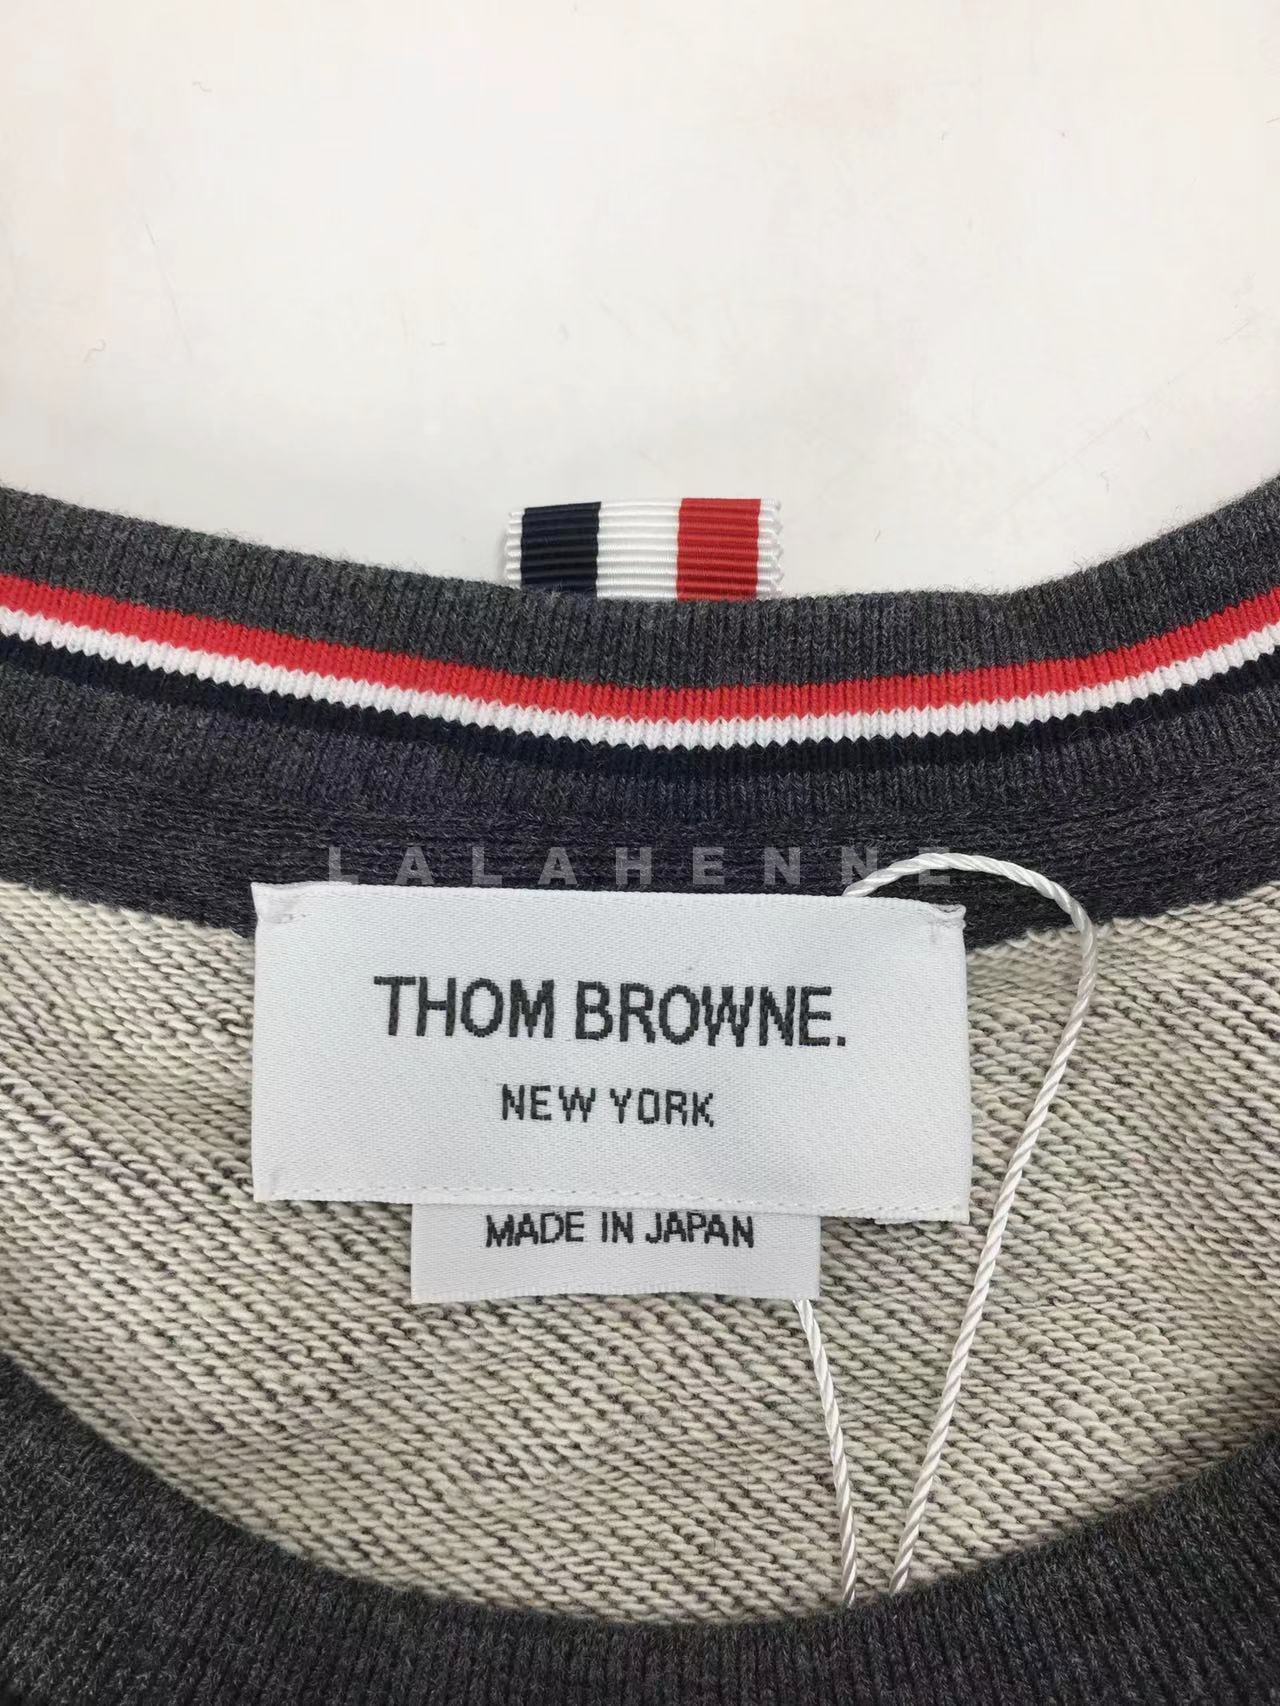 LALAHENNE
THOM BROWNE.
NEW YORK
MADE IN JAPAN